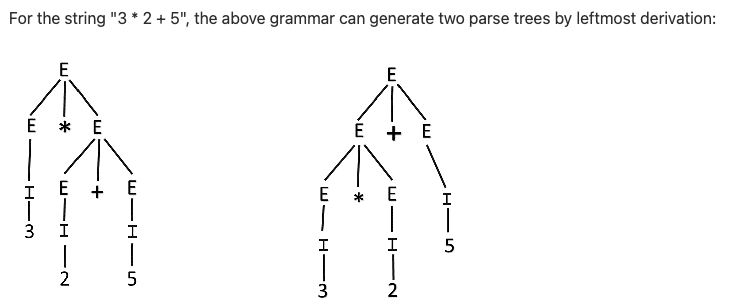 For the string "3 * 2 + 5", the above grammar can generate two parse trees by leftmost derivation:
E E
E * E E + E
I E + E E * E I
3 I I I I 5
2 5 3 2